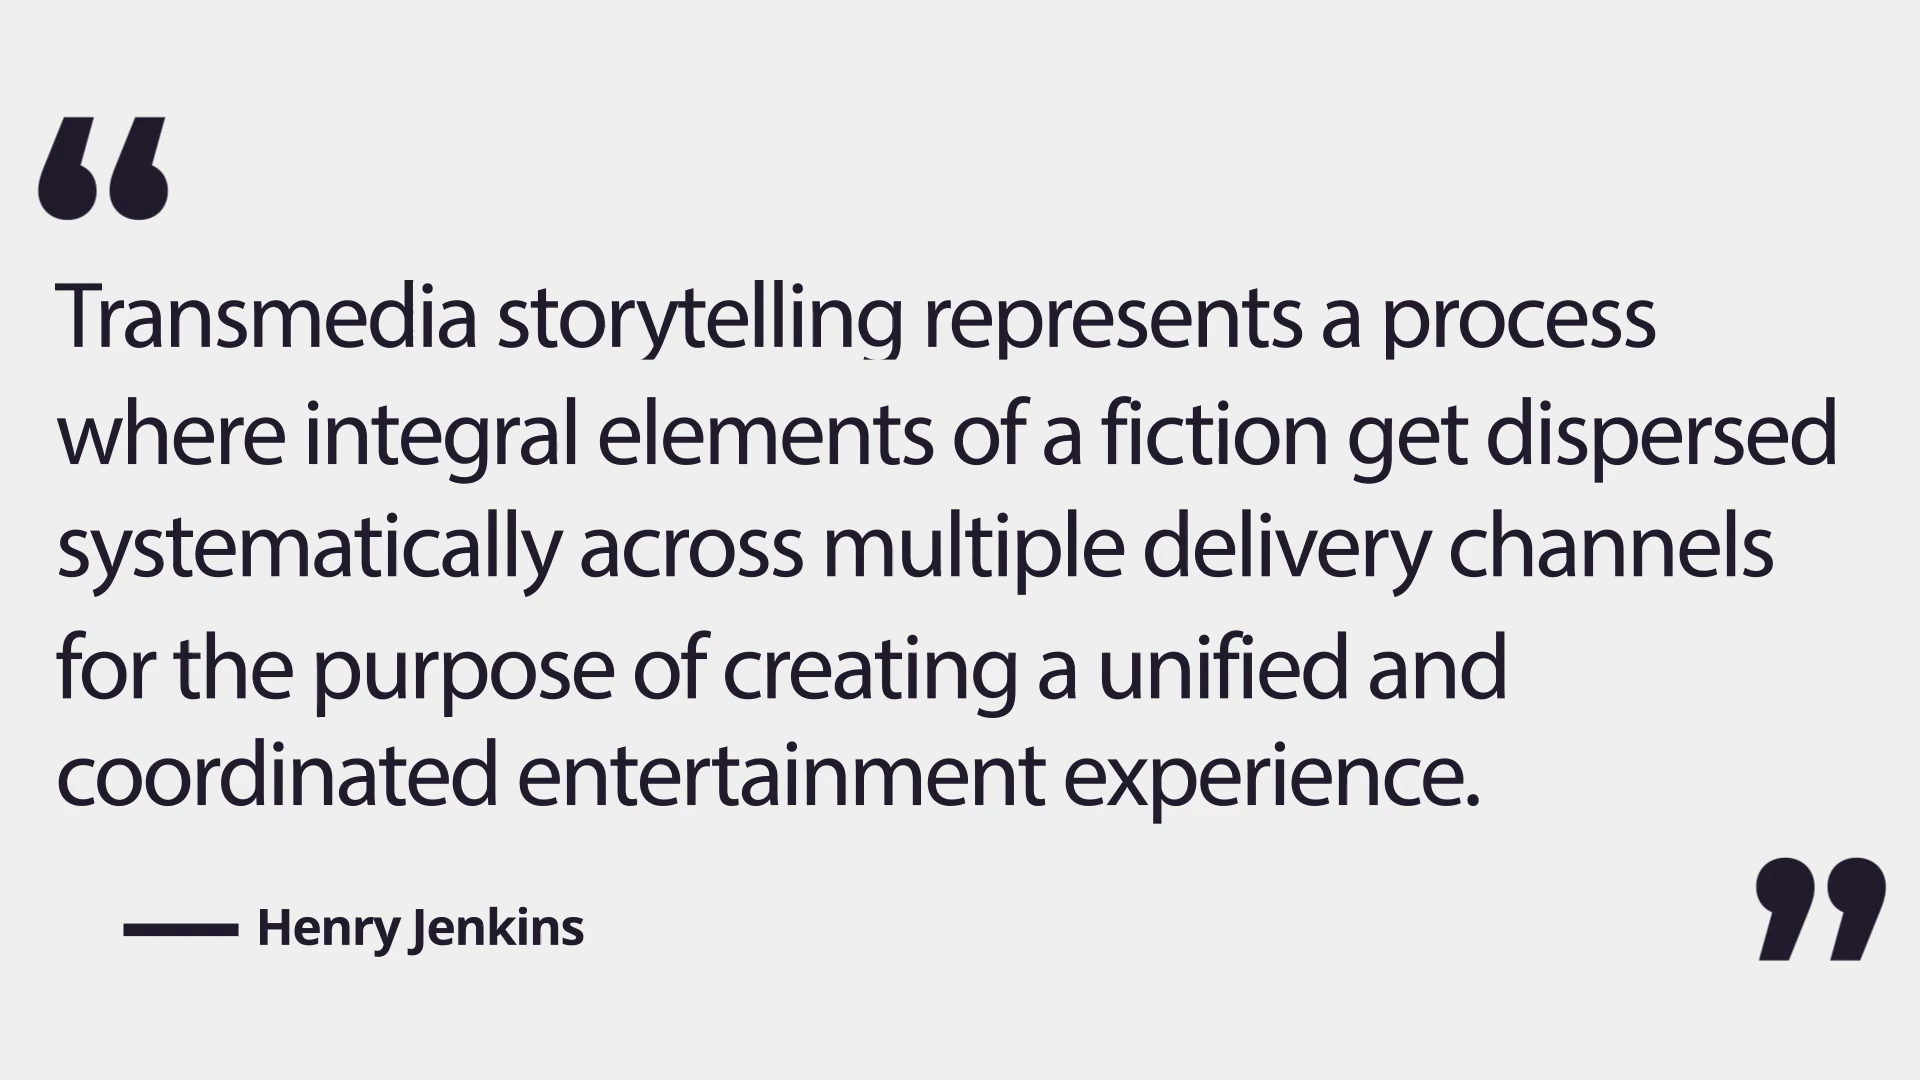 “
Transmedia storytelling represents a process
where integral elements of a fiction get dispersed
systematically across multiple delivery channels
for the purpose of creating a unified and
coordinated entertainment experience.
— Henry Jenkins
”